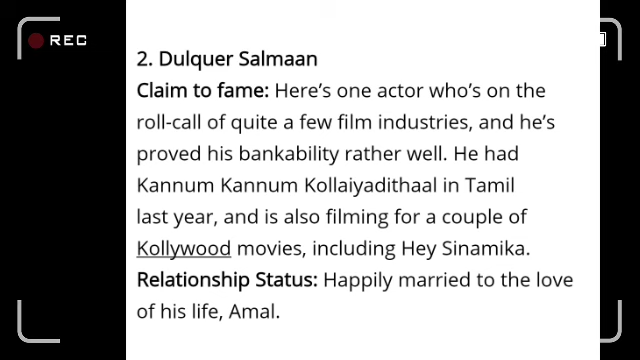 REC
2. Dulquer Salmaan
Claim to fame: Here's one actor who's on the
roll-call of quite a few film industries, and he's
proved his bankability rather well. He had
Kannum Kannum Kollaiyadithaal in Tamil
last year, and is also filming for a couple of
Kollywood movies, including Hey Sinamika.
Relationship Status: Happily married to the love
of his life, Amal.